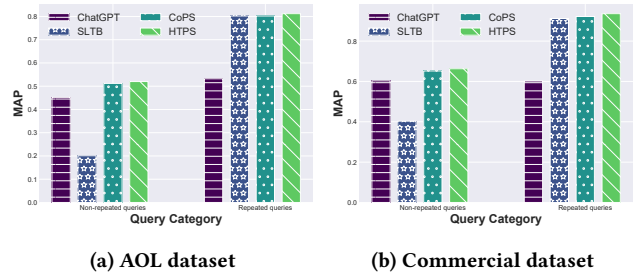 ChatGPT
SLTB
CoPS
HTPS
MAP
0.8
0.7
0.6
0.5
0.4
0.3
0.2
0.1
0.0
Non-repeated queries
Repeated queries
Query Category
(a) AOL dataset
ChatGPT
SLTB
CoPS
HTPS
MAP
0.8
0.6
0.4
0.2
0.0
Non-repeated queries
Repeated queries
Query Category
(b) Commercial dataset